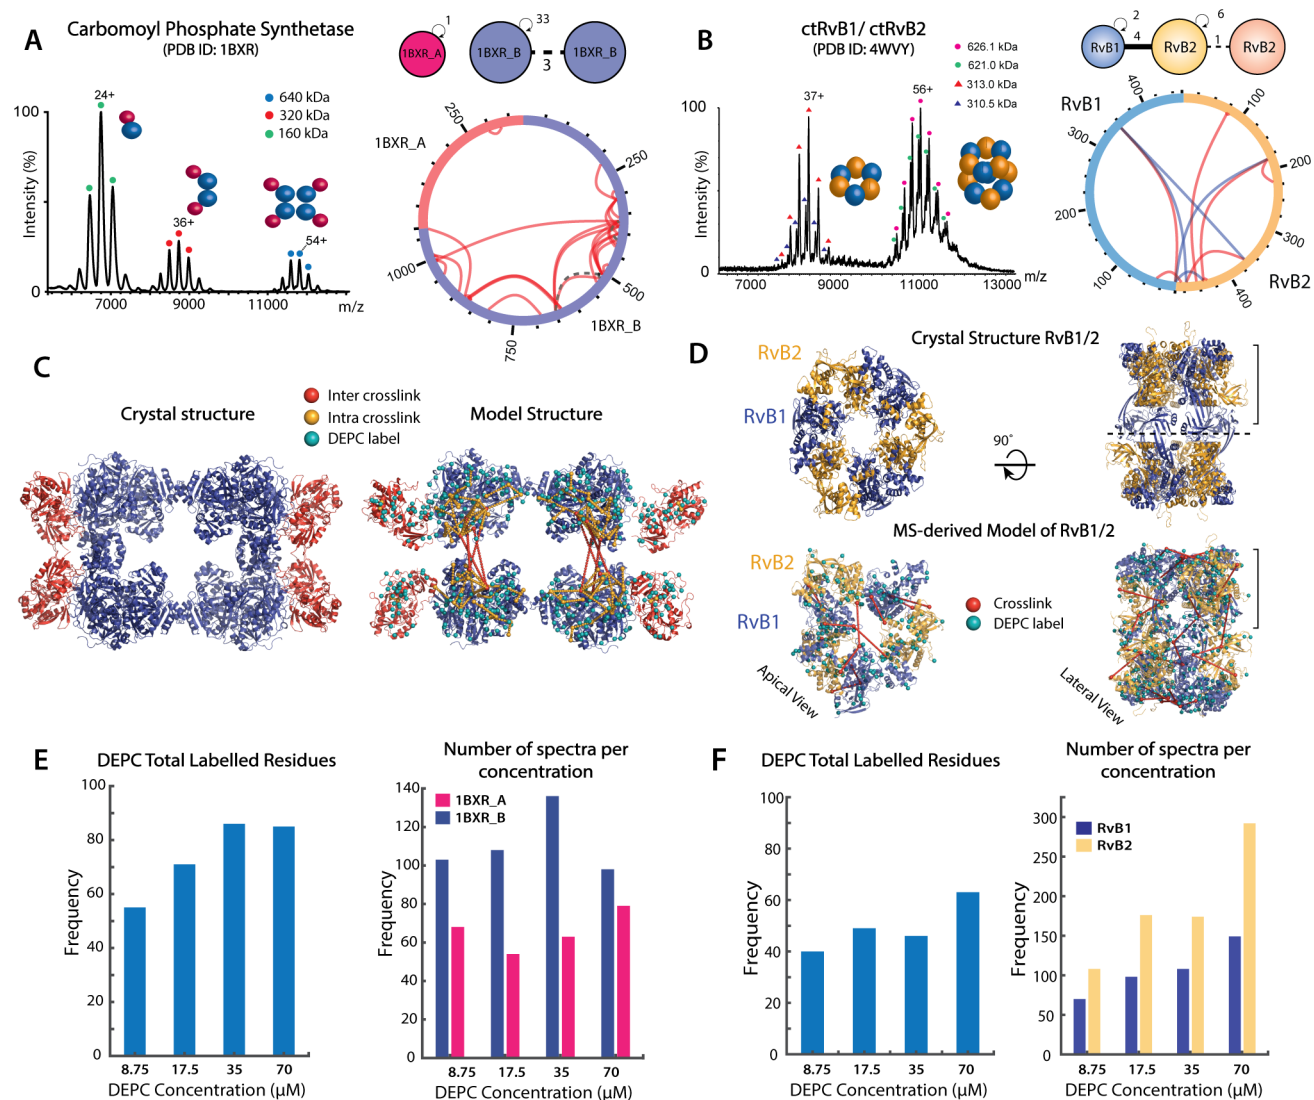 A
Carbomoyl Phosphate Synthetase
(PDB ID: 1BXR)
Intensity (%)
100
50
0
7000
9000
11000
m/z
24+
36+
54+
640 kDa
320 kDa
160 kDa
1
1BXR_A
33
1BXR_B
3
1BXR_B
1BXR_A
250
250
500
1BXR_B
750
1000
B
ctRvB1/ ctRvB2
(PDB ID: 4WVY)
626.1 kDa
621.0 kDa
313.0 kDa
310.5 kDa
Intensity (%)
100
50
0
7000
9000
11000
13000
m/z
37+
56+
2
RvB1
4
6
RvB2
1
RvB2
RvB1
400
300
200
100
100
200
300
400
RvB2
C
Crystal structure
Inter crosslink
Intra crosslink
DEPC label
Model Structure
D
Crystal Structure RvB1/2
RvB2
RvB1
90°
MS-derived Model of RvB1/2
RvB2
RvB1
Crosslink
DEPC label
Apical View
Lateral View
E
DEPC Total Labelled Residues
Frequency
100
80
60
40
20
0
8.75
17.5
35
70
DEPC Concentration (μM)
Number of spectra per
concentration
1BXR_A
1BXR_B
Frequency
140
120
100
80
60
40
20
0
8.75
17.5
35
70
DEPC Concentration (μM)
F
DEPC Total Labelled Residues
Frequency
100
80
60
40
20
0
8.75
17.5
35
70
DEPC Concentration (μM)
Number of spectra per
concentration
RvB1
RvB2
Frequency
300
250
200
150
100
50
0
8.75
17.5
35
70
DEPC Concentration (μM)